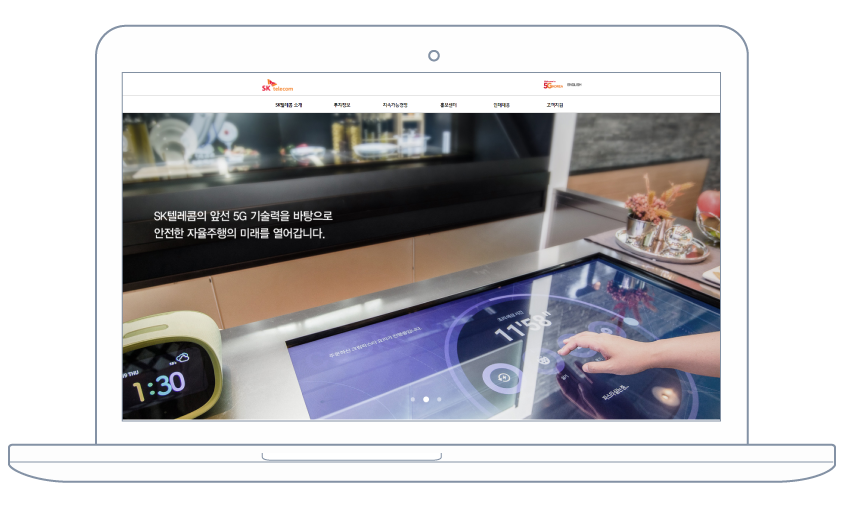 SK telecom
5G
ENGLISH
SK텔레콤 소개
투자정보
지속가능경영
홍보센터
인재채용
고객지원
SK텔레콤의 앞선 5G 기술력을 바탕으로
안전한 자율주행의 미래를 열어갑니다.
11'58"
THU
1:30